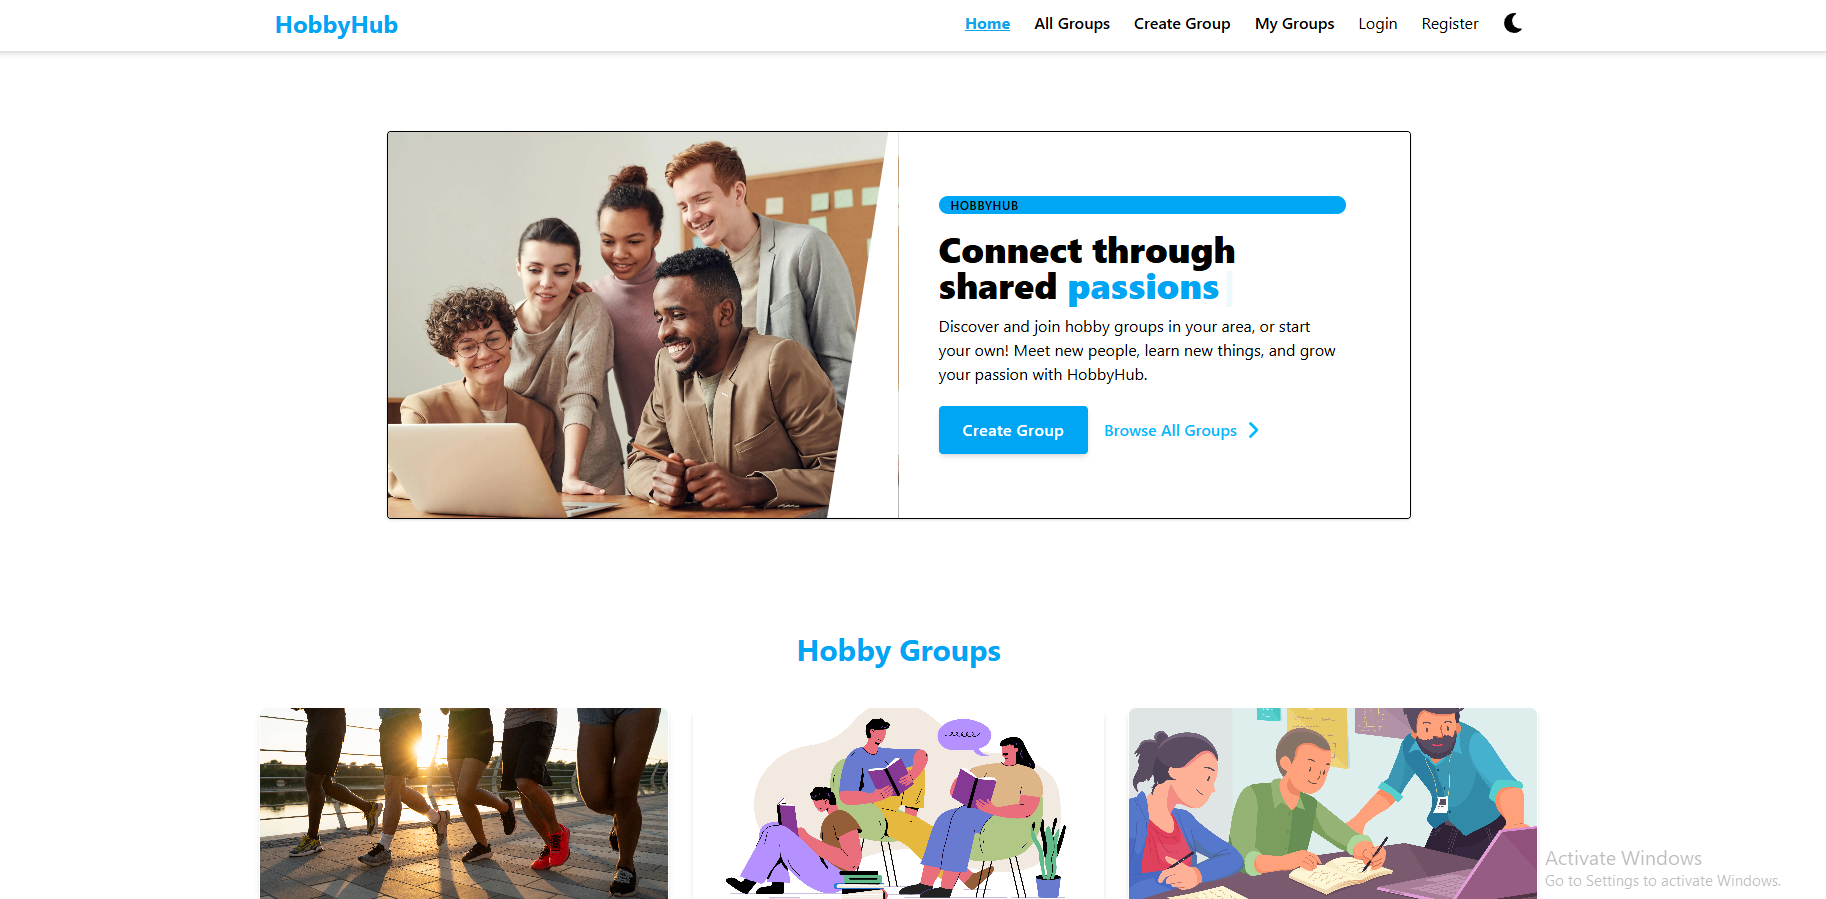 HobbyHub
Home All Groups Create Group My Groups Login Register
HOBBYHUB
Connect through
shared passions
Discover and join hobby groups in your area, or start
your own! Meet new people, learn new things, and grow
your passion with HobbyHub.
Create Group Browse All Groups
Hobby Groups
Activate Windows
Go to Settings to activate Windows.